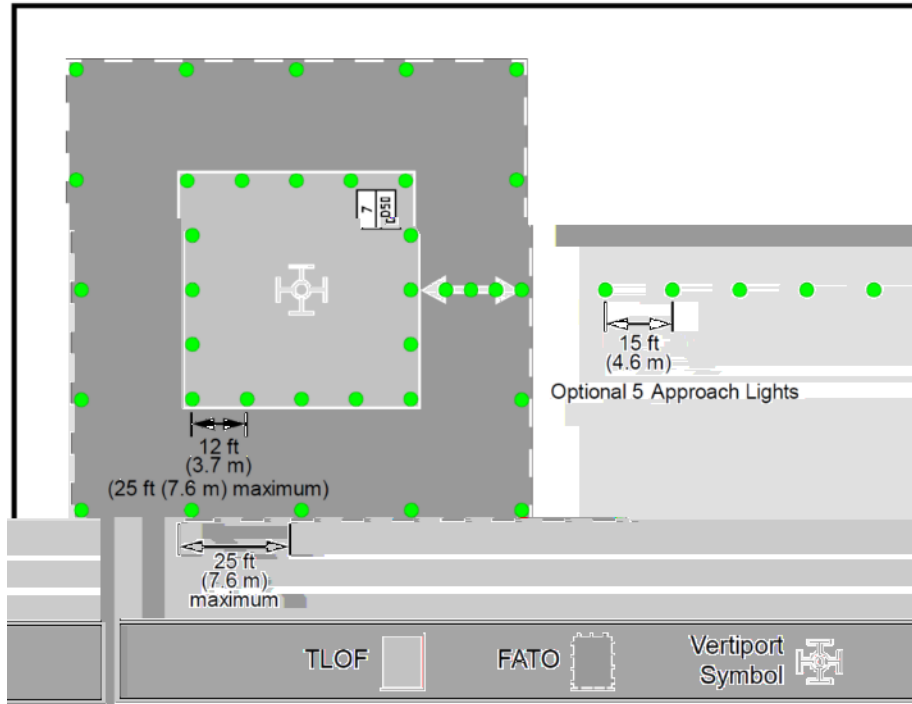 7
D50
15 ft
(4.6 m)
Optional 5 Approach Lights
12 ft
(3.7 m)
(25 ft (7.6 m) maximum)
25 ft
(7.6 m)
maximum
TLOF
FATO
Vertiport
Symbol